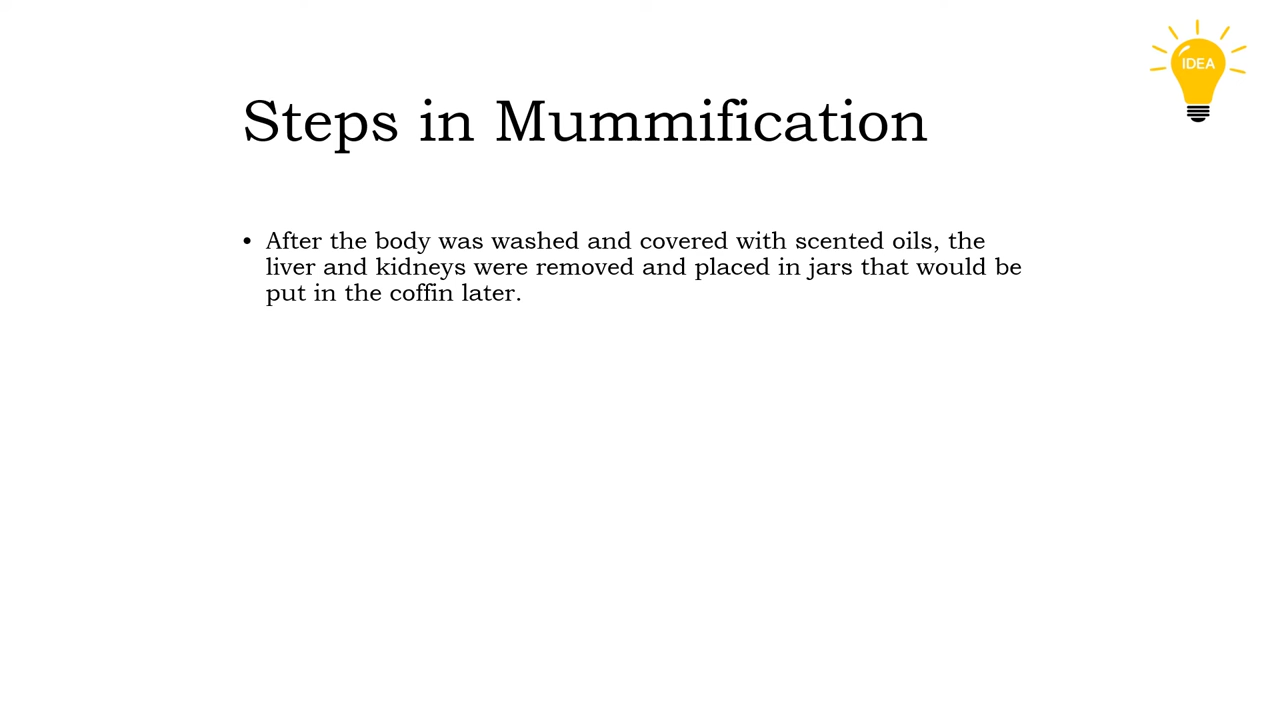 IDEA
Steps in Mummification
• After the body was washed and covered with scented oils, the
liver and kidneys were removed and placed in jars that would be
put in the coffin later.